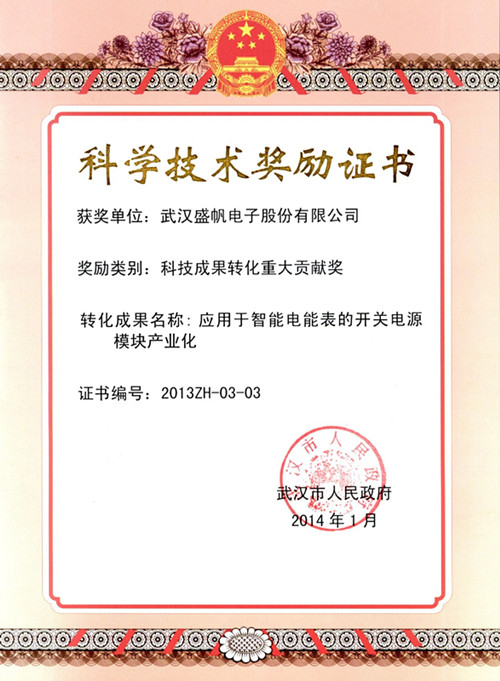 科学技术奖励证书
获奖单位：武汉盛帆电子股份有限公司
奖励类别：科技成果转化重大贡献奖
转化成果名称：应用于智能电能表的开关电源
模块产业化
证书编号：2013ZH-03-03
武汉市人民政府
武汉市人民政府
2014年1月